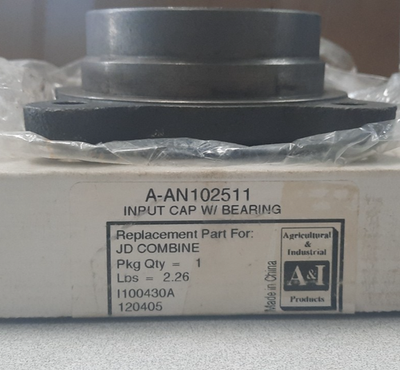 A-AN102511
INPUT CAP W/ BEARING
Replacement Part For:
JD COMBINE
Pkg Qty = 1
Lbs = 2.26
I100430A
120405
Made in China
Agricultural
&
Industrial
A&I
Products